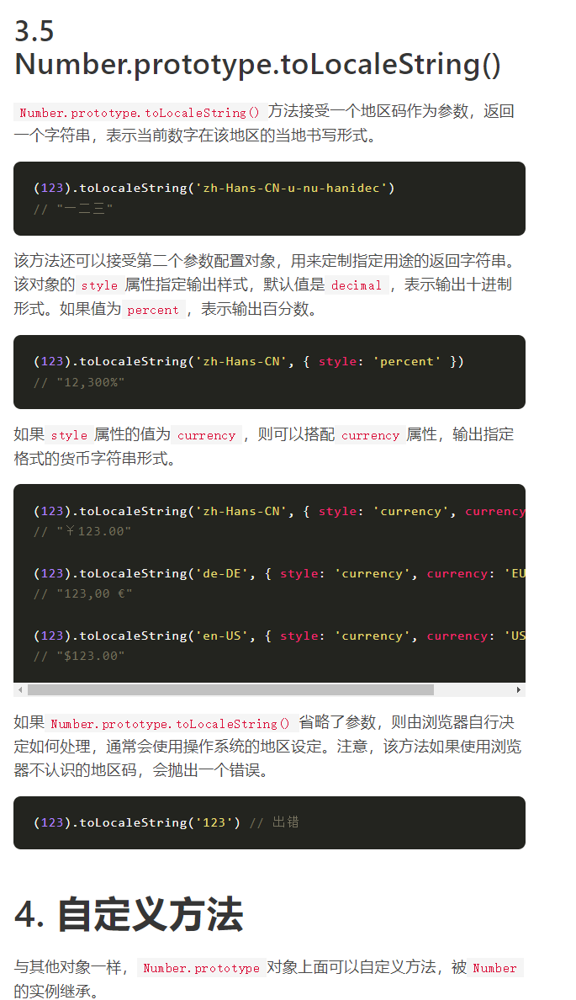 3.5
Number.prototype.toLocaleString()
Number.prototype.toLocaleString()方法接受一个地区码作为参数，返回
一个字符串，表示当前数字在该地区的当地书写形式。
(123).toLocaleString('zh-Hans-CN-u-nu-hanidec')
// "一二三"
该方法还可以接受第二个参数配置对象，用来定制指定用途的返回字符串。
该对象的 style 属性指定输出样式，默认值是 decimal ，表示输出十进制
形式。如果值为 percent ，表示输出百分数。
(123).toLocaleString('zh-Hans-CN', { style: 'percent' })
// "12,300%"
如果 style 属性的值为 currency ，则可以搭配 currency 属性，输出指定
格式的货币字符串形式。
(123).toLocaleString('zh-Hans-CN', { style: 'currency', currency
// "￥123.00"
(123).toLocaleString('de-DE', { style: 'currency', currency: 'EU
// "123,00 €"
(123).toLocaleString('en-US', { style: 'currency', currency: 'US
// "$123.00"
如果 Number.prototype.toLocaleString() 省略了参数，则由浏览器自行决
定如何处理，通常会使用操作系统的地区设定。注意，该方法如果使用浏览
器不认识的地区码，会抛出一个错误。
(123).toLocaleString('123') // 出错
4. 自定义方法
与其他对象一样， Number.prototype 对象上面可以自定义方法，被 Number
的实例继承。